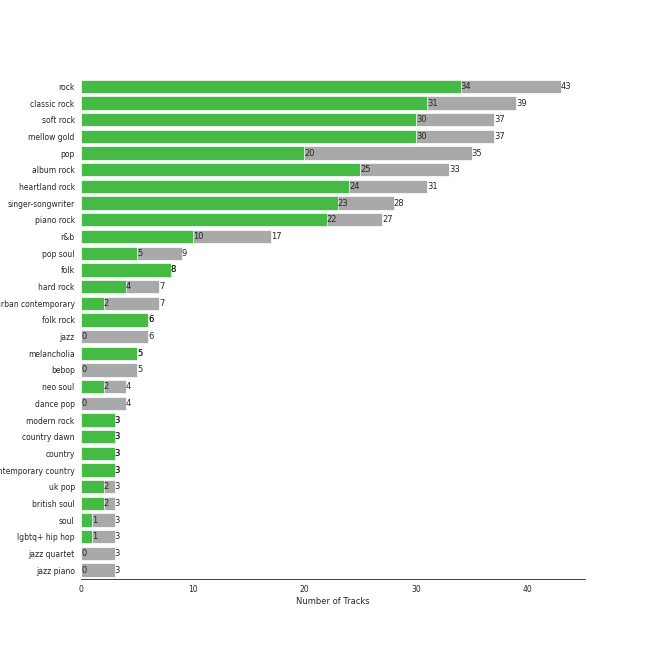 rock 34 43
classic rock 31 39
soft rock 30 37
mellow gold 30 37
pop 20 35
album rock 25 33
heartland rock 24 31
singer-songwriter 23 28
piano rock 22 27
r&b 10 17
pop soul 5 9
folk 8
hard rock 4 7
rban contemporary 2 7
folk rock 6
jazz 0 6
melancholia 5
bebop 0 5
neo soul 2 4
dance pop 0 4
modern rock 3
country dawn 3
country 3
ntemporary country 3
uk pop 2 3
british soul 2 3
soul 1 3
lgbtq+ hip hop 1 3
jazz quartet 0 3
jazz piano 0 3
0 10 20 30 40
Number of Tracks